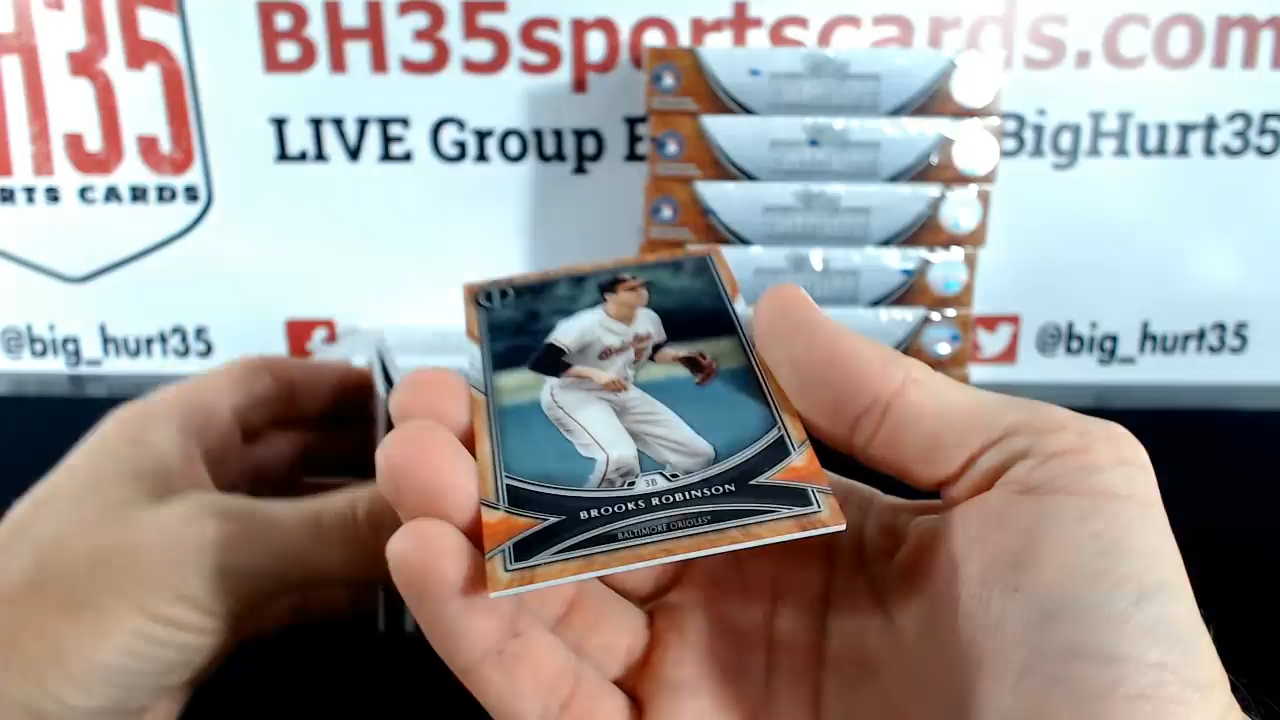 H35
RTS CARDS
BH35sportscards.com
LIVE Group B
BigHurt35
@big_hurt35
@big_hurt35
3B
BROOKS ROBINSON
BALTIMORE ORIOLES®